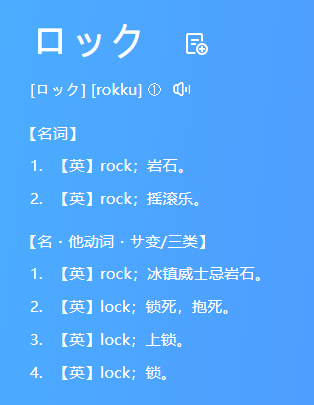 ロック
[ロック] [rokku] ①
【名词】
1. 【英】rock；岩石。
2. 【英】rock；摇滚乐。
【名・他动词・サ变/三类】
1. 【英】rock；冰镇威士忌岩石。
2. 【英】lock；锁死，抱死。
3. 【英】lock；上锁。
4. 【英】lock；锁。